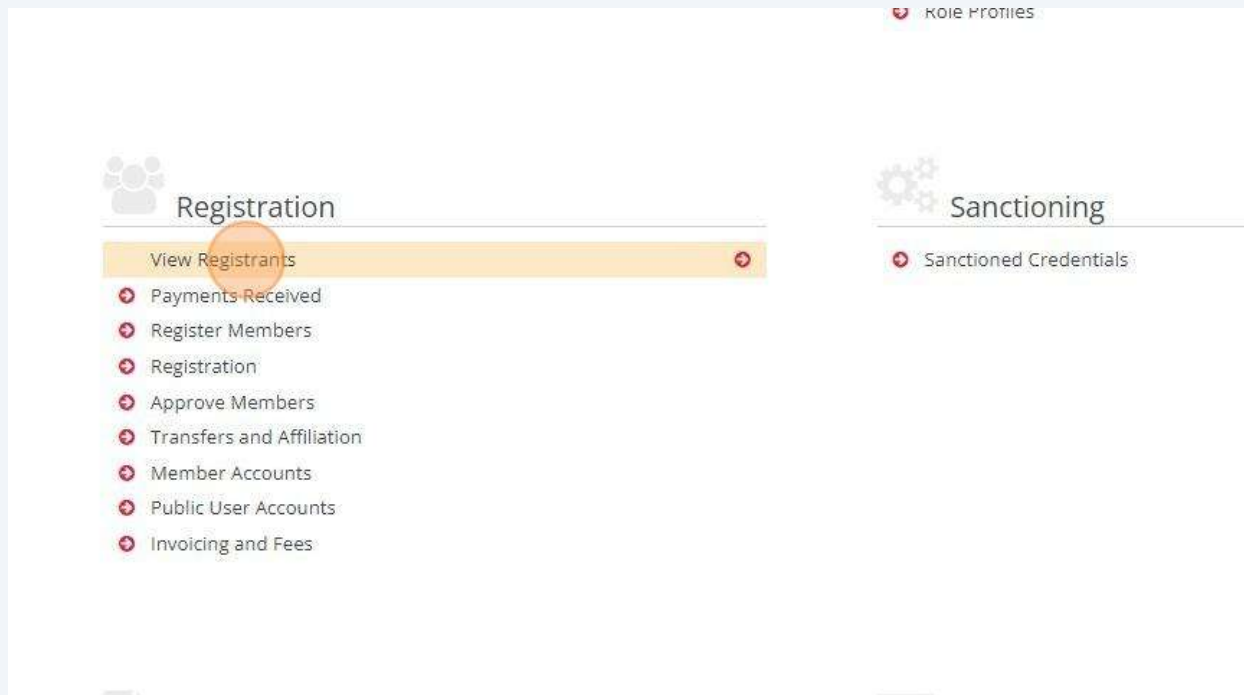 Role Profiles
Registration
View Registrants
Payments Received
Register Members
Registration
Approve Members
Transfers and Affiliation
Member Accounts
Public User Accounts
Invoicing and Fees
Sanctioning
Sanctioned Credentials